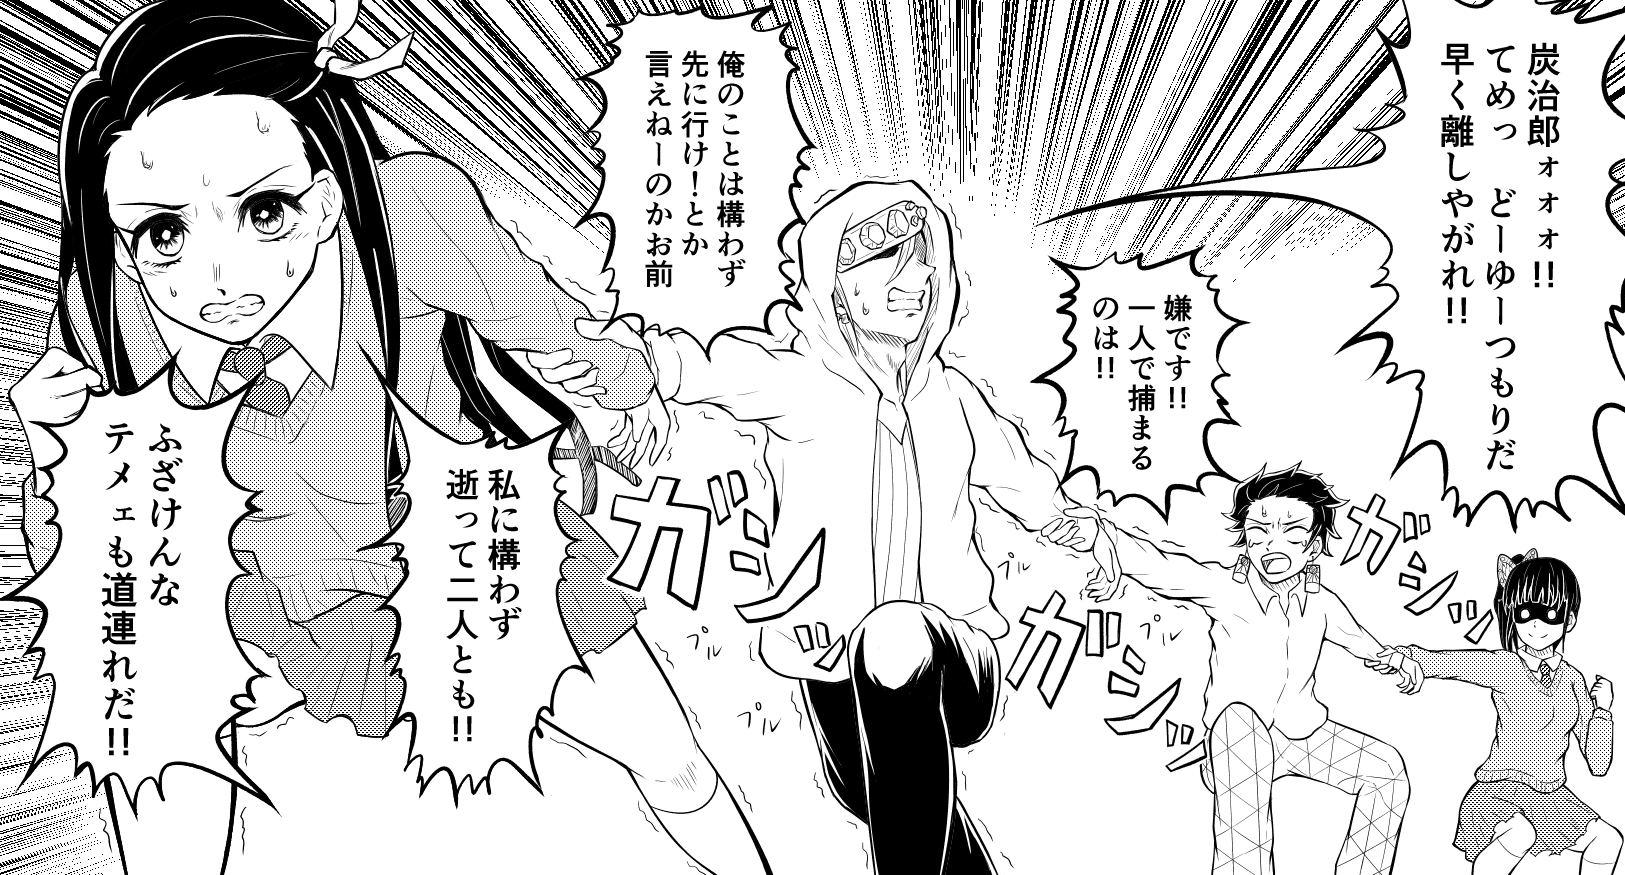 炭治郎ォォォ!!
てめっ どーゆーつもりだ
早く離しやがれ!!
嫌です!!
一人で捕まる
のは!!
俺のことは構わず
先に行け!とか
言えねーのかお前
私に構わず
逝って二人とも!!
ふざけんな
テメェも道連れだ!!
ガシッ
ガシッ
ガシッ
プル
プル
プル
プル